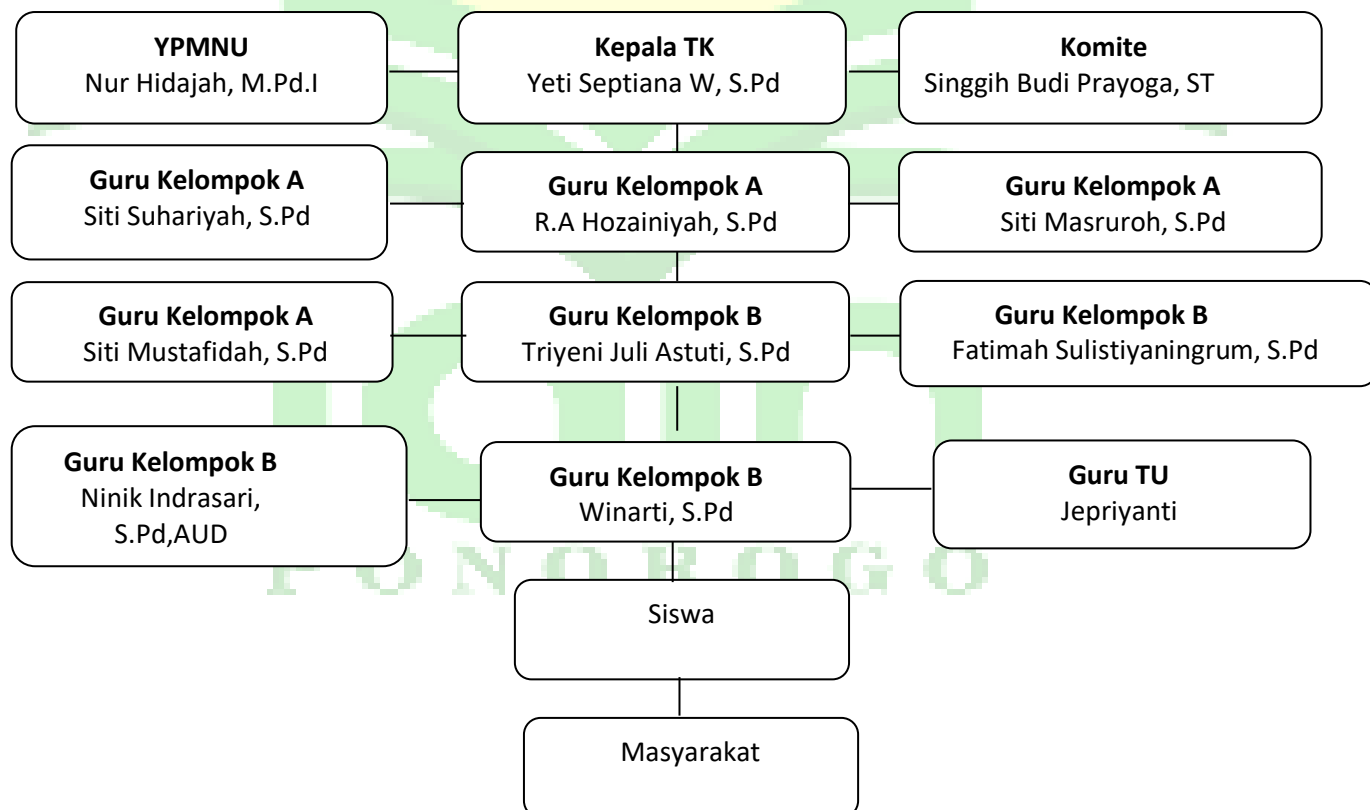 YPMNU
Nur Hidajah, M.Pd.I
Kepala TK
Yeti Septiana W, S.Pd
Komite
Singgih Budi Prayoga, ST
Guru Kelompok A
Siti Suhariyah, S.Pd
Guru Kelompok A
R.A Hozainiyah, S.Pd
Guru Kelompok A
Siti Masruroh, S.Pd
Guru Kelompok A
Siti Mustafidah, S.Pd
Guru Kelompok B
Triyeni Juli Astuti, S.Pd
Guru Kelompok B
Fatimah Sulistiyaningrum, S.Pd
Guru Kelompok B
Ninik Indrasari,
S.Pd,AUD
Guru Kelompok B
Winarti, S.Pd
Guru TU
Jepriyanti
PONOROGO
Siswa
Masyarakat